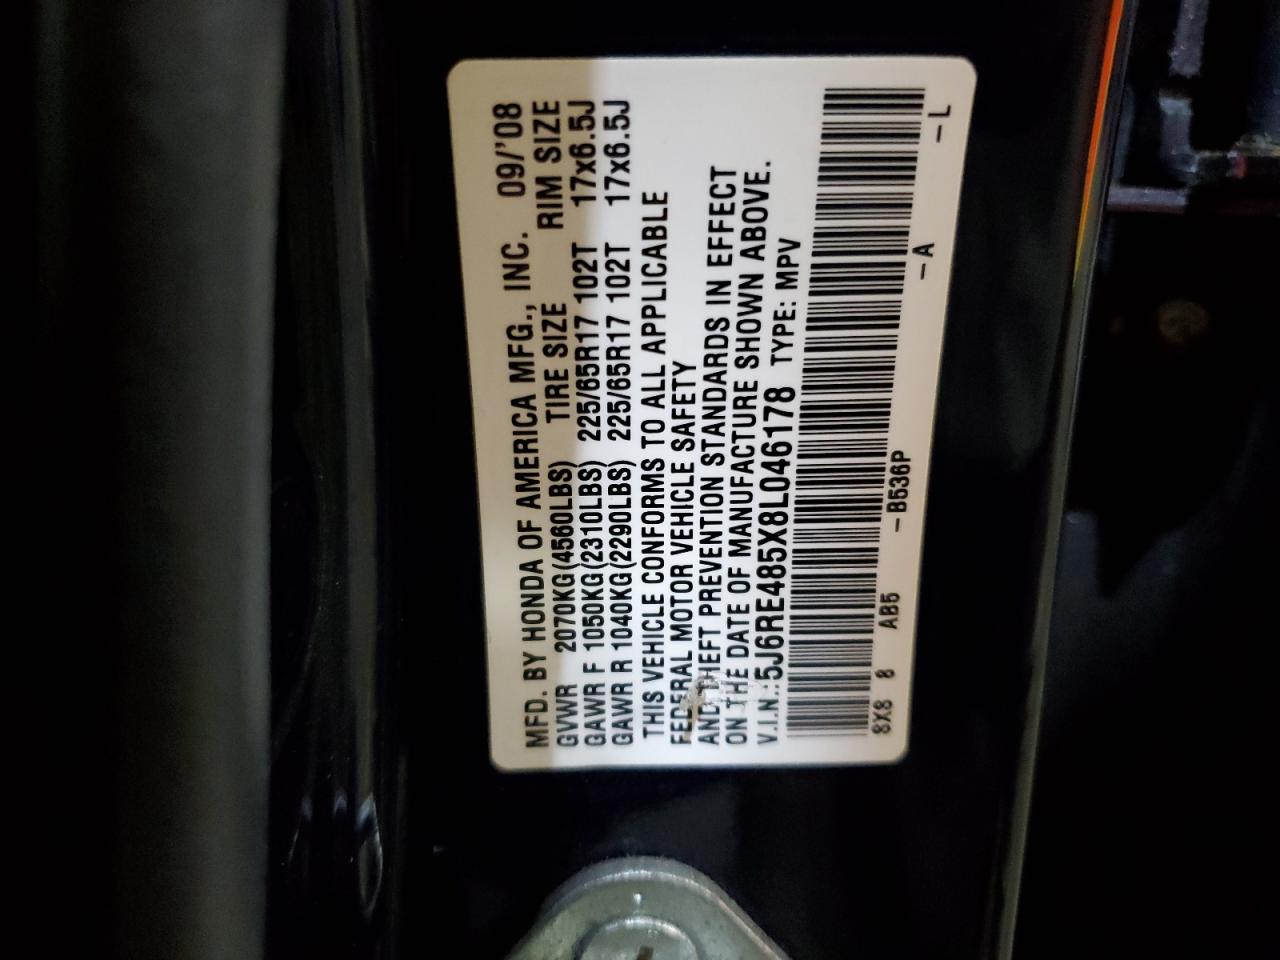 MFD. BY HONDA OF AMERICA MFG., INC. 09/'08
GVWR 2070KG(4560LBS) TIRE SIZE RIM SIZE
GAWR F 1050KG(2310LBS) 225/65R17 102T 17x6.5J
GAWR R 1040KG(2290LBS) 225/65R17 102T 17x6.5J
THIS VEHICLE CONFORMS TO ALL APPLICABLE
FEDERAL MOTOR VEHICLE SAFETY
AND THEFT PREVENTION STANDARDS IN EFFECT
ON THE DATE OF MANUFACTURE SHOWN ABOVE.
V.I.N.:5J6RE485X8L046178 TYPE: MPV
8X8 8 AB5 -B536P -A -L